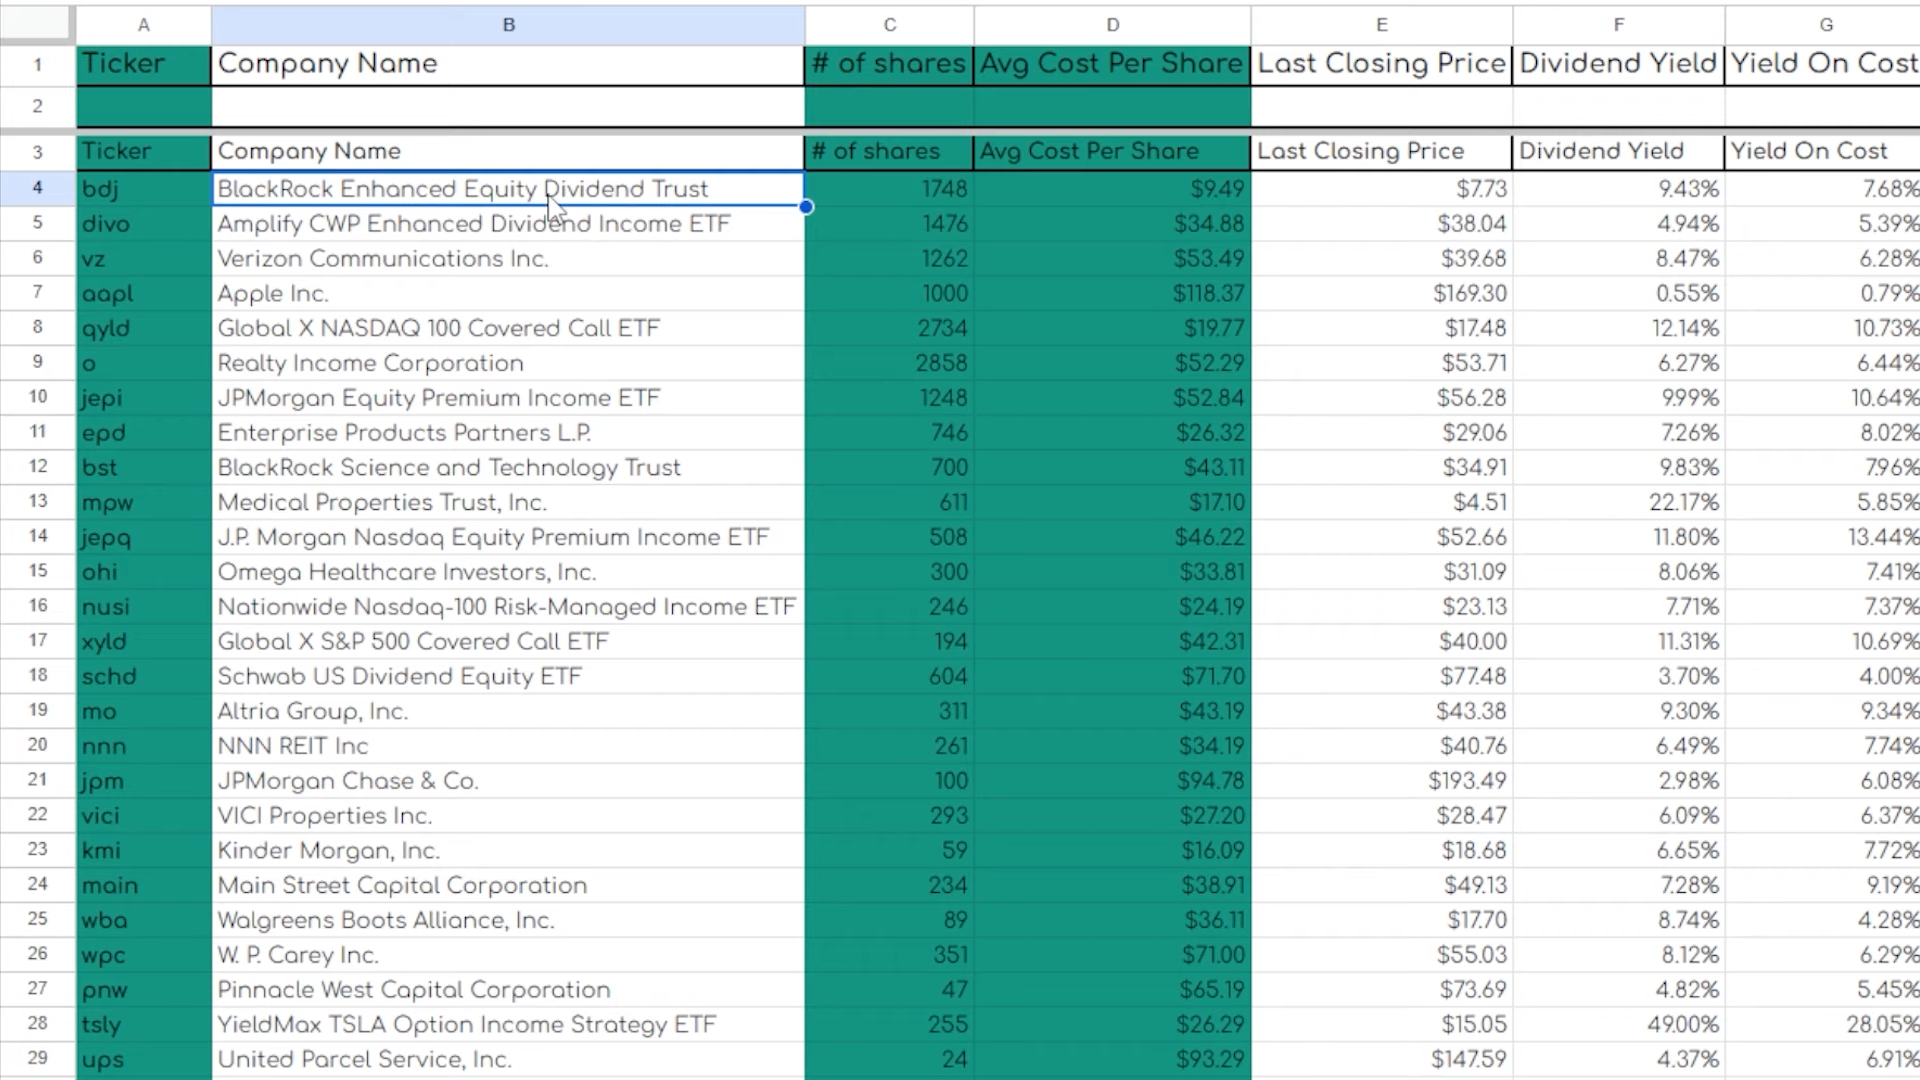 A B C D E F G
1 Ticker Company Name # of shares Avg Cost Per Share Last Closing Price Dividend Yield Yield On Cost
2
3 Ticker Company Name # of shares Avg Cost Per Share Last Closing Price Dividend Yield Yield On Cost
4 bdj BlackRock Enhanced Equity Dividend Trust 1748 $9.49 $7.73 9.43% 7.68%
5 divo Amplify CWP Enhanced Dividend Income ETF 1476 $34.88 $38.04 4.94% 5.39%
6 vz Verizon Communications Inc. 1262 $53.49 $39.68 8.47% 6.28%
7 aapl Apple Inc. 1000 $118.37 $169.30 0.55% 0.79%
8 qyld Global X NASDAQ 100 Covered Call ETF 2734 $19.77 $17.48 12.14% 10.73%
9 o Realty Income Corporation 2858 $52.29 $53.71 6.27% 6.44%
10 jepi JPMorgan Equity Premium Income ETF 1248 $52.84 $56.28 9.99% 10.64%
11 epd Enterprise Products Partners L.P. 746 $26.32 $29.06 7.26% 8.02%
12 bst BlackRock Science and Technology Trust 700 $43.11 $34.91 9.83% 7.96%
13 mpw Medical Properties Trust, Inc. 611 $17.10 $4.51 22.17% 5.85%
14 jepq J.P. Morgan Nasdaq Equity Premium Income ETF 508 $46.22 $52.66 11.80% 13.44%
15 ohi Omega Healthcare Investors, Inc. 300 $33.81 $31.09 8.06% 7.41%
16 nusi Nationwide Nasdaq-100 Risk-Managed Income ETF 246 $24.19 $23.13 7.71% 7.37%
17 xyld Global X S&P 500 Covered Call ETF 194 $42.31 $40.00 11.31% 10.69%
18 schd Schwab US Dividend Equity ETF 604 $71.70 $77.48 3.70% 4.00%
19 mo Altria Group, Inc. 311 $43.19 $43.38 9.30% 9.34%
20 nnn NNN REIT Inc 261 $34.19 $40.76 6.49% 7.74%
21 jpm JPMorgan Chase & Co. 100 $94.78 $193.49 2.98% 6.08%
22 vici VICI Properties Inc. 293 $27.20 $28.47 6.09% 6.37%
23 kmi Kinder Morgan, Inc. 59 $16.09 $18.68 6.65% 7.72%
24 main Main Street Capital Corporation 234 $38.91 $49.13 7.28% 9.19%
25 wba Walgreens Boots Alliance, Inc. 89 $36.11 $17.70 8.74% 4.28%
26 wpc W. P. Carey Inc. 351 $71.00 $55.03 8.12% 6.29%
27 pnw Pinnacle West Capital Corporation 47 $65.19 $73.69 4.82% 5.45%
28 tsly YieldMax TSLA Option Income Strategy ETF 255 $26.29 $15.05 49.00% 28.05%
29 ups United Parcel Service, Inc. 24 $93.29 $147.59 4.37% 6.91%